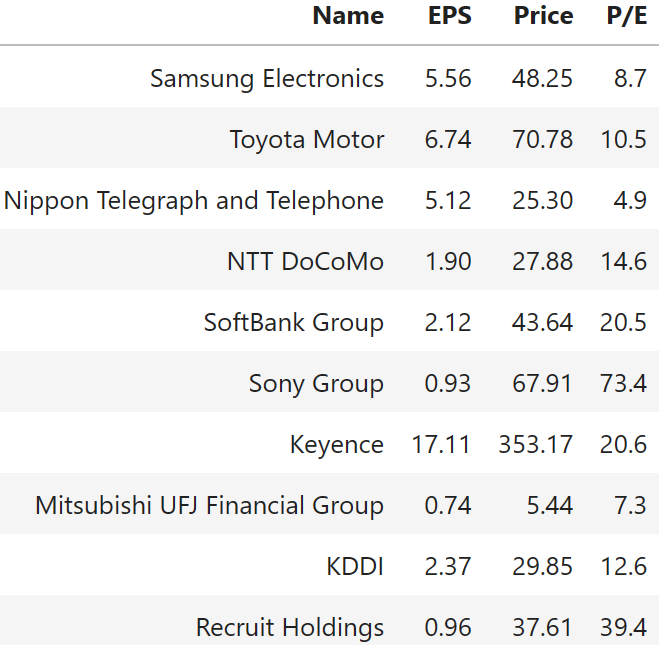 Name EPS Price P/E
Samsung Electronics 5.56 48.25 8.7
Toyota Motor 6.74 70.78 10.5
Nippon Telegraph and Telephone 5.12 25.30 4.9
NTT DoCoMo 1.90 27.88 14.6
SoftBank Group 2.12 43.64 20.5
Sony Group 0.93 67.91 73.4
Keyence 17.11 353.17 20.6
Mitsubishi UFJ Financial Group 0.74 5.44 7.3
KDDI 2.37 29.85 12.6
Recruit Holdings 0.96 37.61 39.4